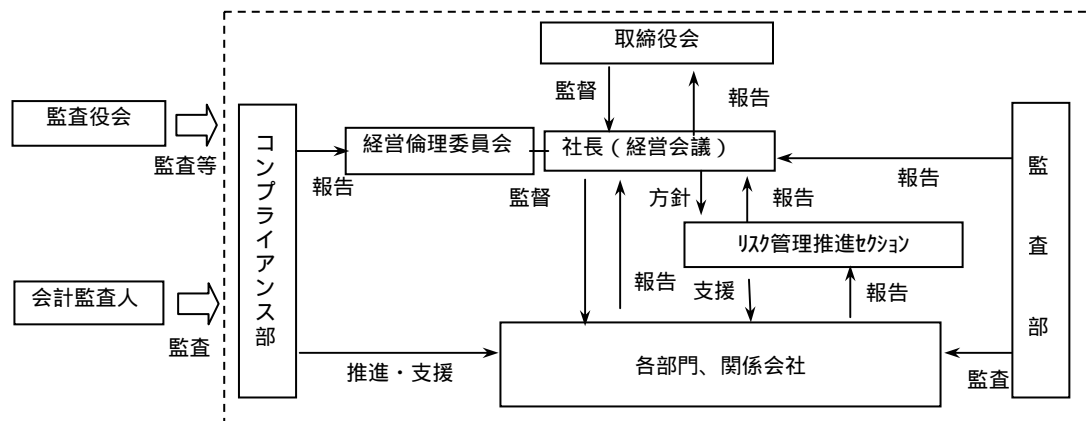 取締役会
監督
報告
監査役会
監査等
コンプライアンス部
経営倫理委員会
社長（経営会議）
報告
監督
方針
報告
報告
監査部
ﾘｽｸ管理推進ｾｸｼｮﾝ
会計監査人
監査
報告
支援
報告
各部門、関係会社
推進・支援
監査